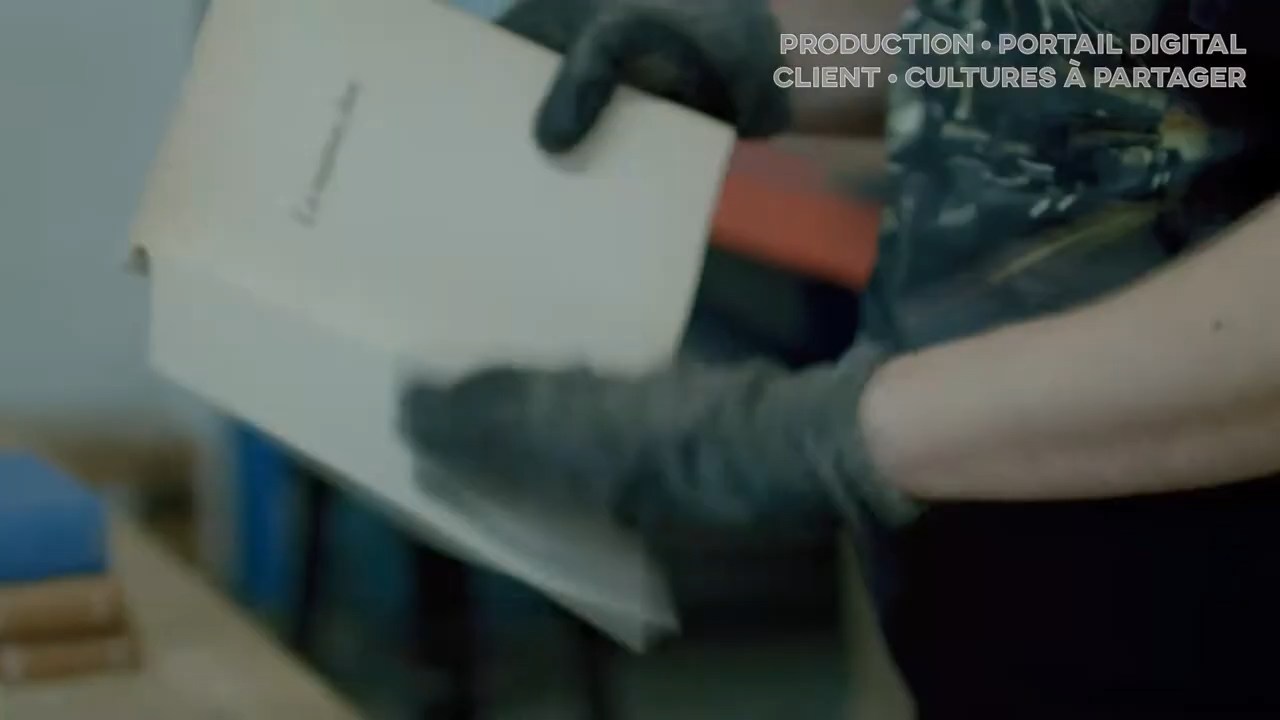 PRODUCTION • PORTAIL DIGITAL
CLIENT • CULTURES À PARTAGER